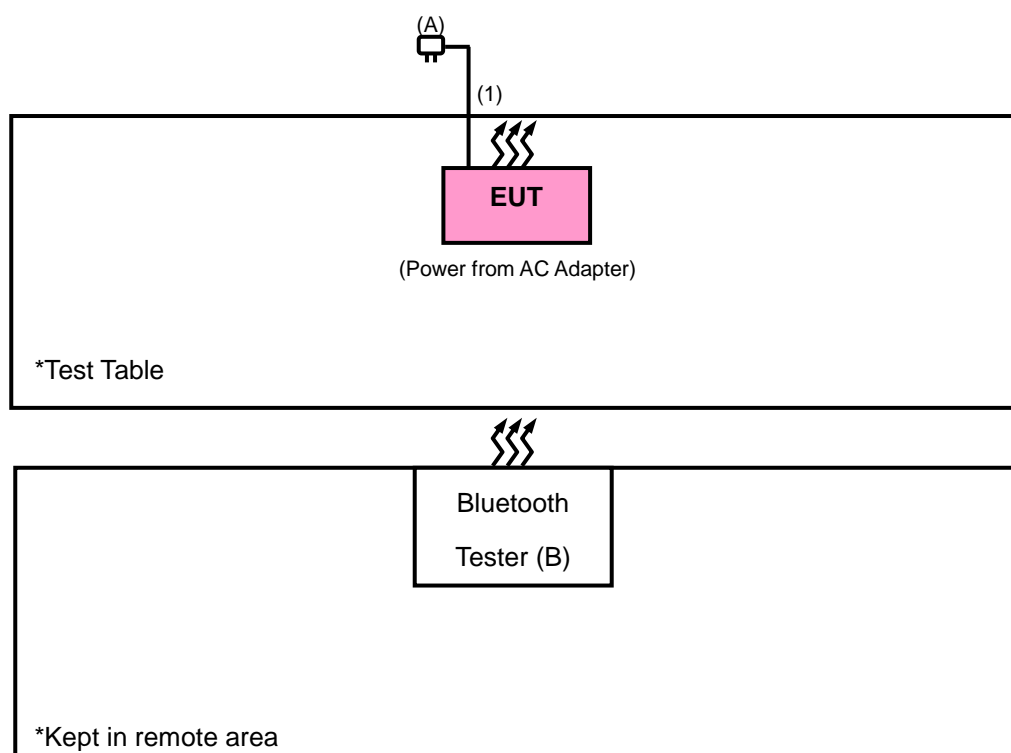 (A)
(1)
EUT
(Power from AC Adapter)
*Test Table
Bluetooth
Tester (B)
*Kept in remote area